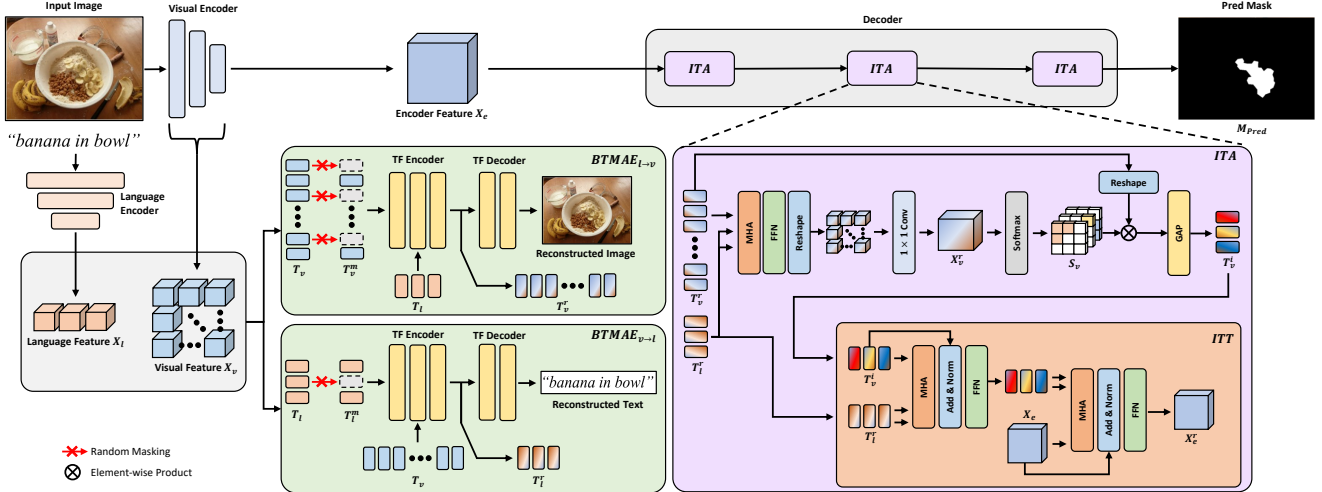 Input Image
Visual Encoder
Decoder
Pred Mask
ITA
ITA
ITA
Encoder Feature X_e
M_Pred
"banana in bowl"
Language
Encoder
Language Feature X_l
Visual Feature X_v
Random Masking
Element-wise Product
BTMAE_{l→v}
TF Encoder
TF Decoder
Reconstructed Image
T_v
T_v^m
T_l
T_v^r
BTMAE_{v→l}
TF Encoder
TF Decoder
"banana in bowl"
Reconstructed Text
T_l
T_l^m
T_v
T_l^r
ITA
Reshape
MHA
FFN
Reshape
1 × 1 Conv
X_v^r
Softmax
S_v
GAP
T_v^i
T_v^r
T_l^r
ITT
T_v^i
T_l^r
MHA
Add & Norm
FFN
X_e
MHA
Add & Norm
FFN
X_e^r